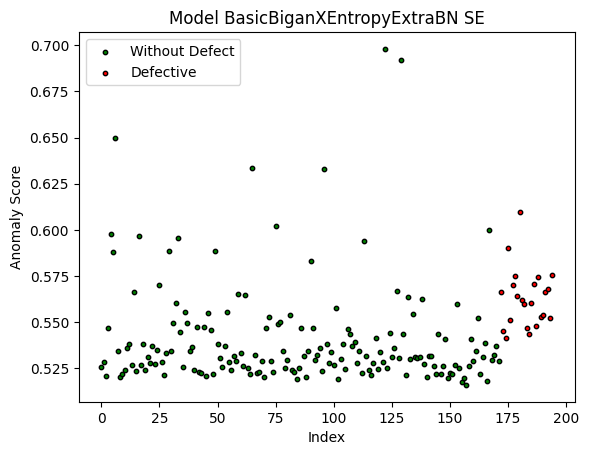 Model BasicBiganXEntropyExtraBN SE
Without Defect
Defective
Anomaly Score
0.700
0.675
0.650
0.625
0.600
0.575
0.550
0.525
0 25 50 75 100 125 150 175 200
Index